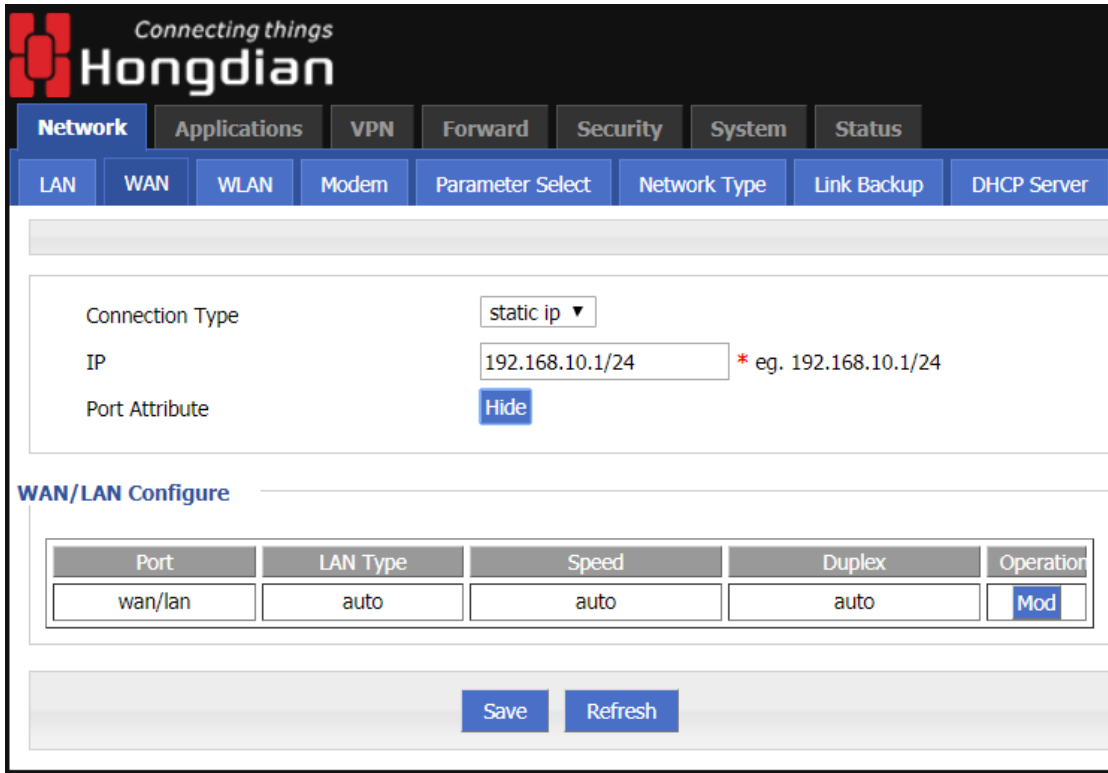 Connecting things
Hongdian
Network Applications VPN Forward Security System Status
LAN WAN WLAN Modem Parameter Select Network Type Link Backup DHCP Server
Connection Type static ip ▼
IP 192.168.10.1/24 * eg. 192.168.10.1/24
Port Attribute Hide
WAN/LAN Configure
Port LAN Type Speed Duplex Operation
wan/lan auto auto auto Mod
Save Refresh